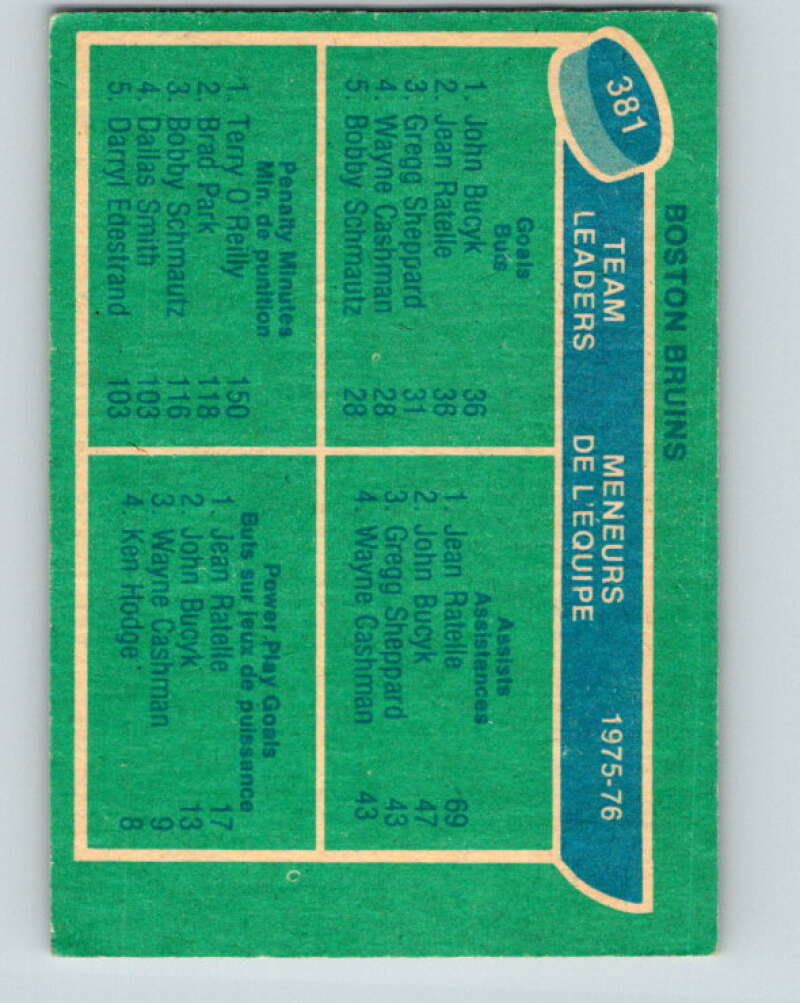 BOSTON BRUINS
381
TEAM LEADERS
MENEURS DE L'ÉQUIPE
1975-76
Goals
Buts
1. John Bucyk 36
2. Jean Ratelle 36
3. Gregg Sheppard 31
4. Wayne Cashman 28
5. Bobby Schmautz 28
Assists
Assistances
1. Jean Ratelle 69
2. John Bucyk 47
3. Gregg Sheppard 43
4. Wayne Cashman 43
Penalty Minutes
Min. de punition
1. Terry O'Reilly 150
2. Brad Park 118
3. Bobby Schmautz 116
4. Dallas Smith 103
5. Darryl Edestrand 103
Power Play Goals
Buts sur jeux de puissance
1. Jean Ratelle 17
2. John Bucyk 13
3 Wayne Cashman 9
4. Ken Hodge 8